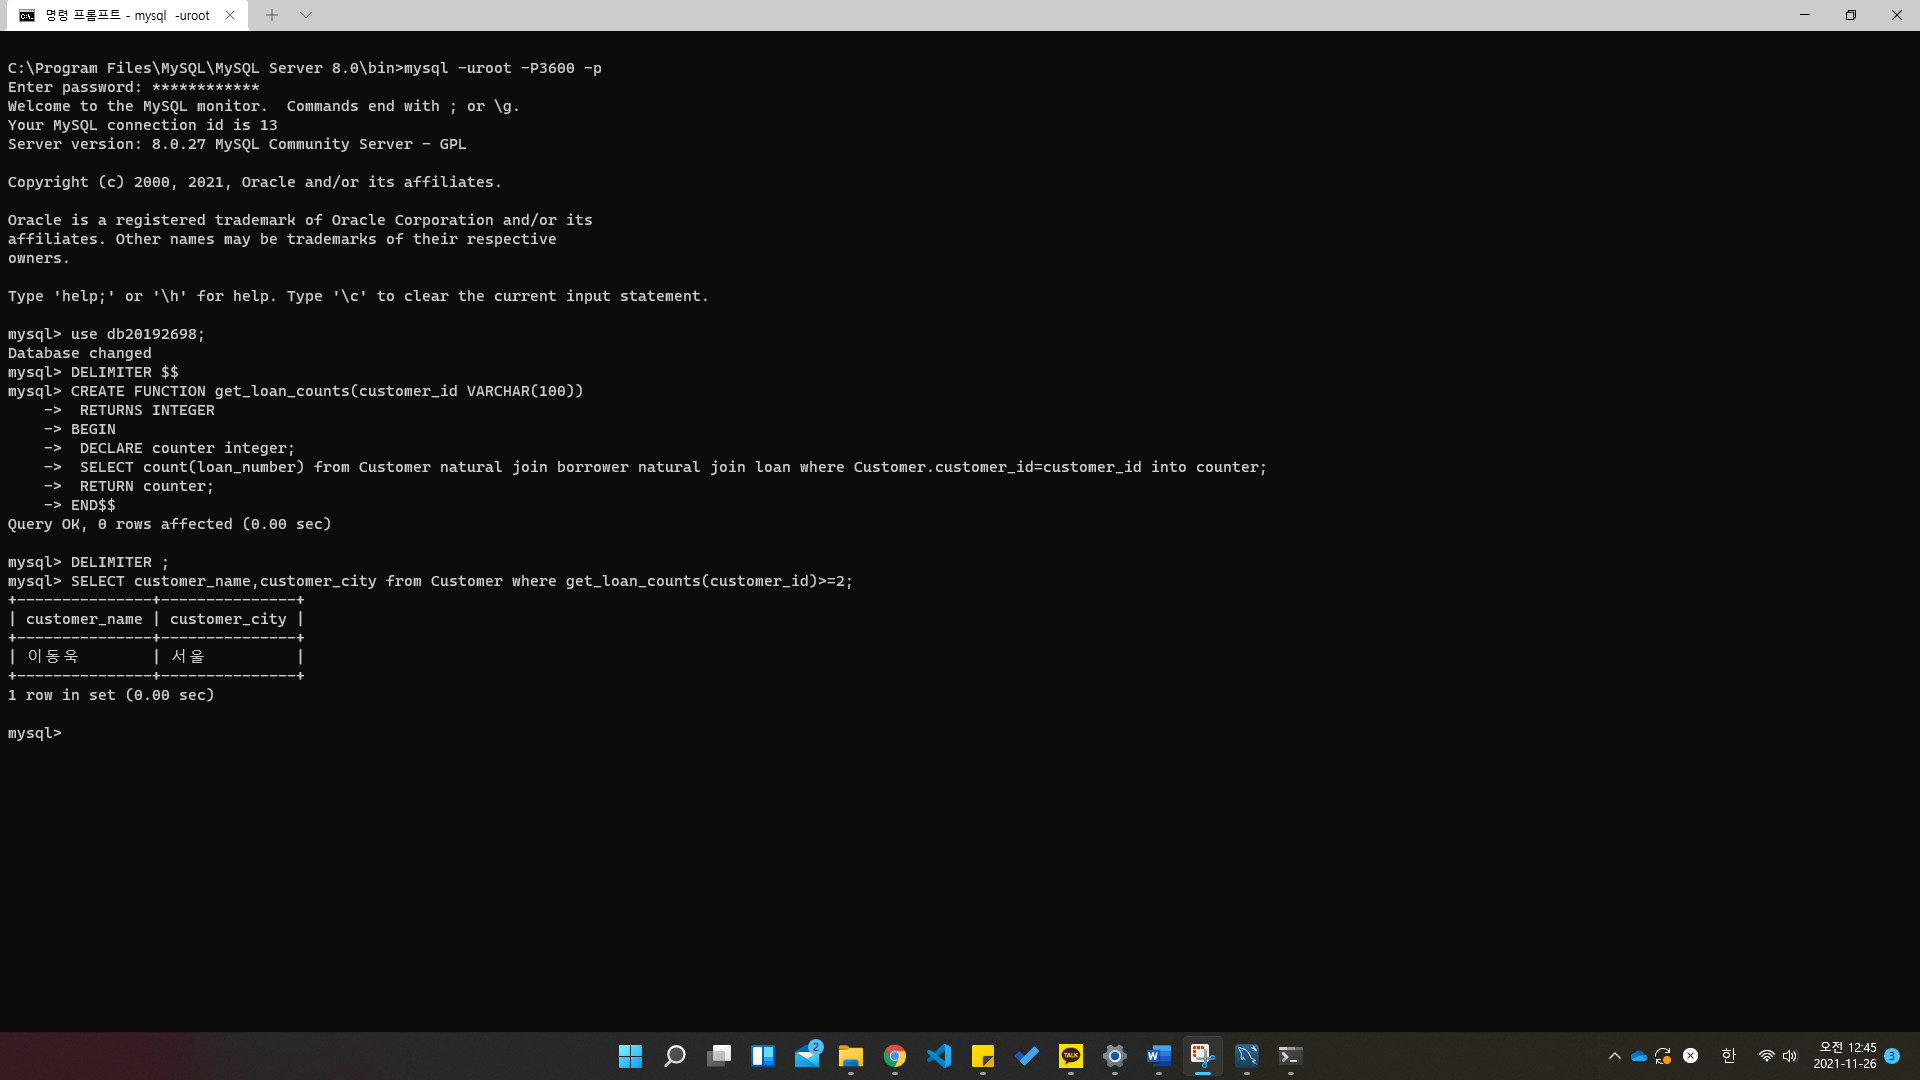 명령 프롬프트 - mysql -uroot
C:\Program Files\MySQL\MySQL Server 8.0\bin>mysql -uroot -P3600 -p
Enter password: ************
Welcome to the MySQL monitor.  Commands end with ; or \g.
Your MySQL connection id is 13
Server version: 8.0.27 MySQL Community Server - GPL
Copyright (c) 2000, 2021, Oracle and/or its affiliates.
Oracle is a registered trademark of Oracle Corporation and/or its
affiliates. Other names may be trademarks of their respective
owners.
Type 'help;' or '\h' for help. Type '\c' to clear the current input statement.
mysql> use db20192698;
Database changed
mysql> DELIMITER $$
mysql> CREATE FUNCTION get_loan_counts(customer_id VARCHAR(100))
    ->  RETURNS INTEGER
    -> BEGIN
    ->  DECLARE counter integer;
    ->  SELECT count(loan_number) from Customer natural join borrower natural join loan where Customer.customer_id=customer_id into counter;
    ->  RETURN counter;
    -> END$$
Query OK, 0 rows affected (0.00 sec)
mysql> DELIMITER ;
mysql> SELECT customer_name,customer_city from Customer where get_loan_counts(customer_id)>=2;
+---------------+---------------+
| customer_name | customer_city |
+---------------+---------------+
| 이동욱        | 서울          |
+---------------+---------------+
1 row in set (0.00 sec)
mysql>
2
TALK
W
한
오전 12:45
2021-11-26
3